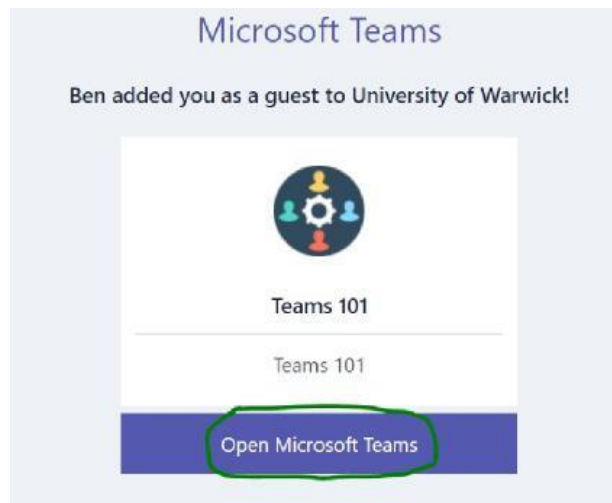 Microsoft Teams
Ben added you as a guest to University of Warwick!
Teams 101
Teams 101
Open Microsoft Teams